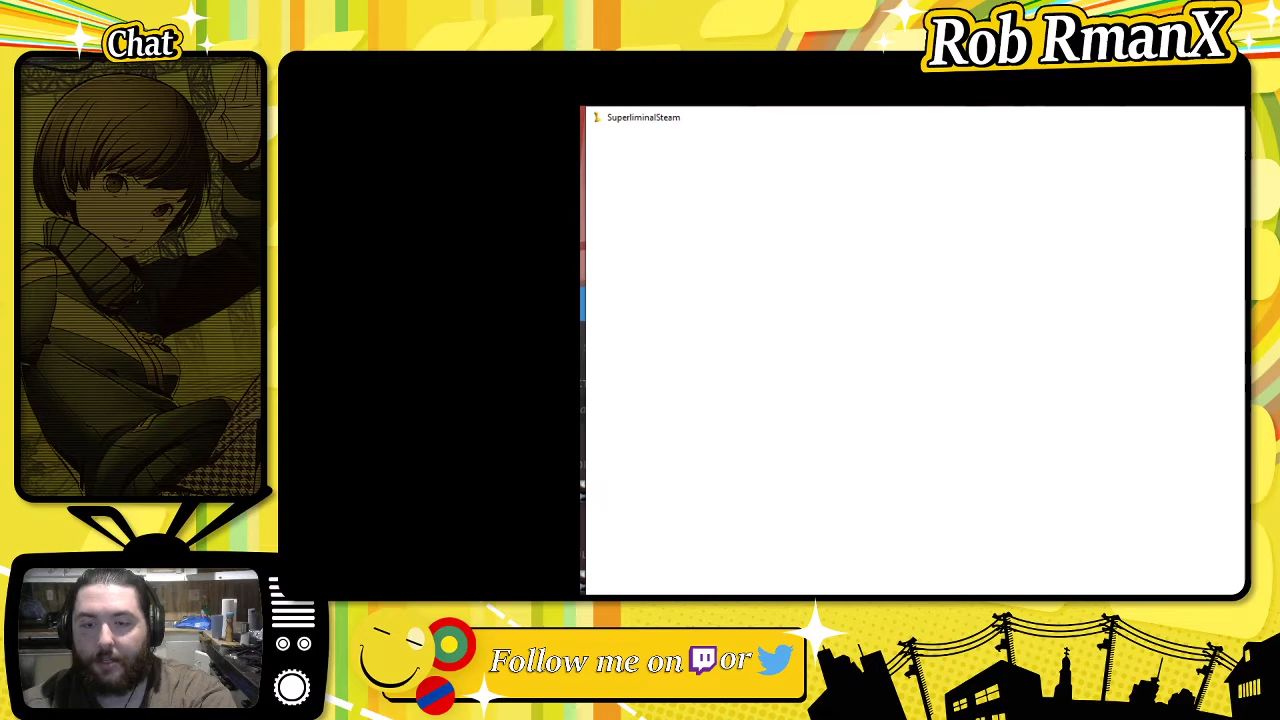 Chat
Rob RmanX
SuperliminalSteam
Follow me on or